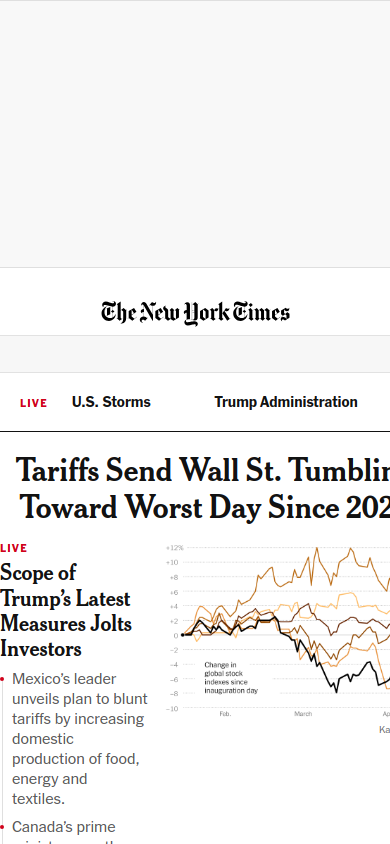 The New York Times
LIVE U.S. Storms Trump Administration
Tariffs Send Wall St. Tumblin
Toward Worst Day Since 202
LIVE
Scope of
Trump's Latest
Measures Jolts
Investors
Mexico's leader
unveils plan to blunt
tariffs by increasing
domestic
production of food,
energy and
textiles.
Canada's prime
+12%
+10
+8
+6
+4
+2
0
–2
–4
–6
–8
–10
Change in
global stock
indexes since
inauguration day
Feb. March Ap
Ka